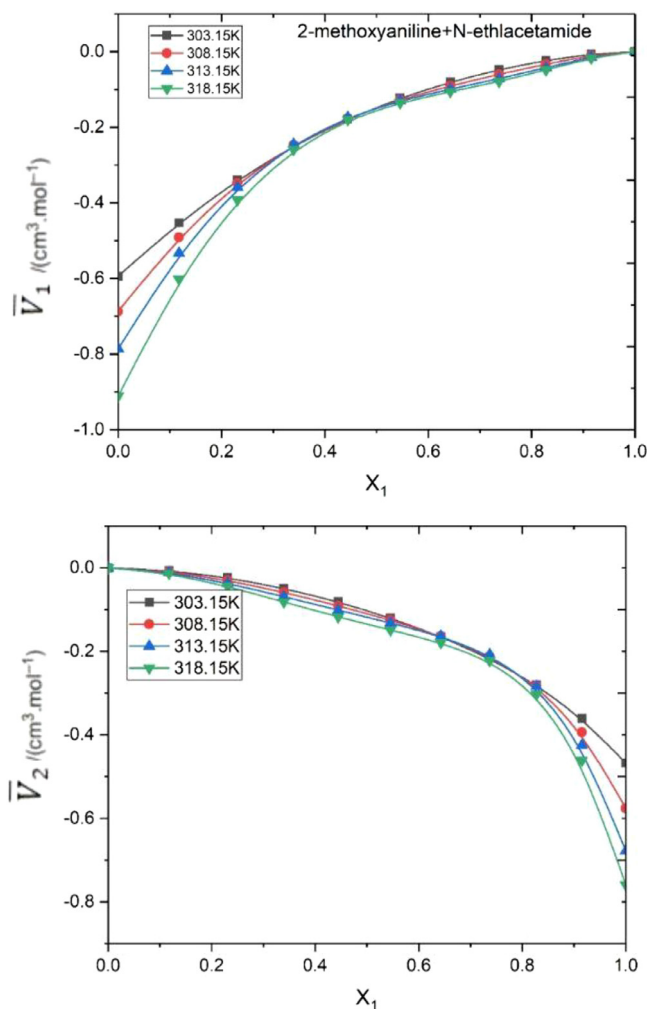 2-methoxyaniline+N-ethlacetamide
303.15K
308.15K
313.15K
318.15K
0.0
-0.2
-0.4
-0.6
-0.8
-1.0
V̅₁ /(cm³.mol⁻¹)
0.0 0.2 0.4 0.6 0.8 1.0
X₁
303.15K
308.15K
313.15K
318.15K
0.0
-0.2
-0.4
-0.6
-0.8
V̅₂ /(cm³.mol⁻¹)
0.0 0.2 0.4 0.6 0.8 1.0
X₁